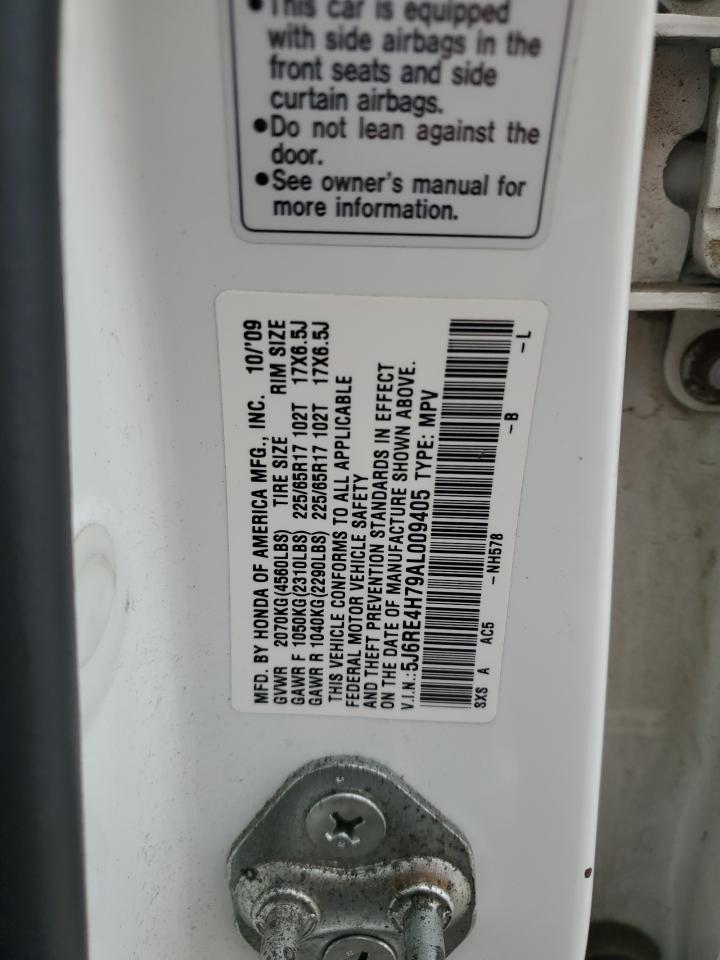 ●This car is equipped
with side airbags in the
front seats and side
curtain airbags.
●Do not lean against the
door.
●See owner's manual for
more information.
MFD. BY HONDA OF AMERICA MFG., INC. 10/'09
GVWR 2070KG(4560LBS) TIRE SIZE RIM SIZE
GAWR F 1050KG(2310LBS) 225/65R17 102T 17X6.5J
GAWR R 1040KG(2290LBS) 225/65R17 102T 17X6.5J
THIS VEHICLE CONFORMS TO ALL APPLICABLE
FEDERAL MOTOR VEHICLE SAFETY
AND THEFT PREVENTION STANDARDS IN EFFECT
ON THE DATE OF MANUFACTURE SHOWN ABOVE.
V.I.N.:5J6RE4H79AL009405 TYPE: MPV
SXS A AC5 -NH578 -B -L